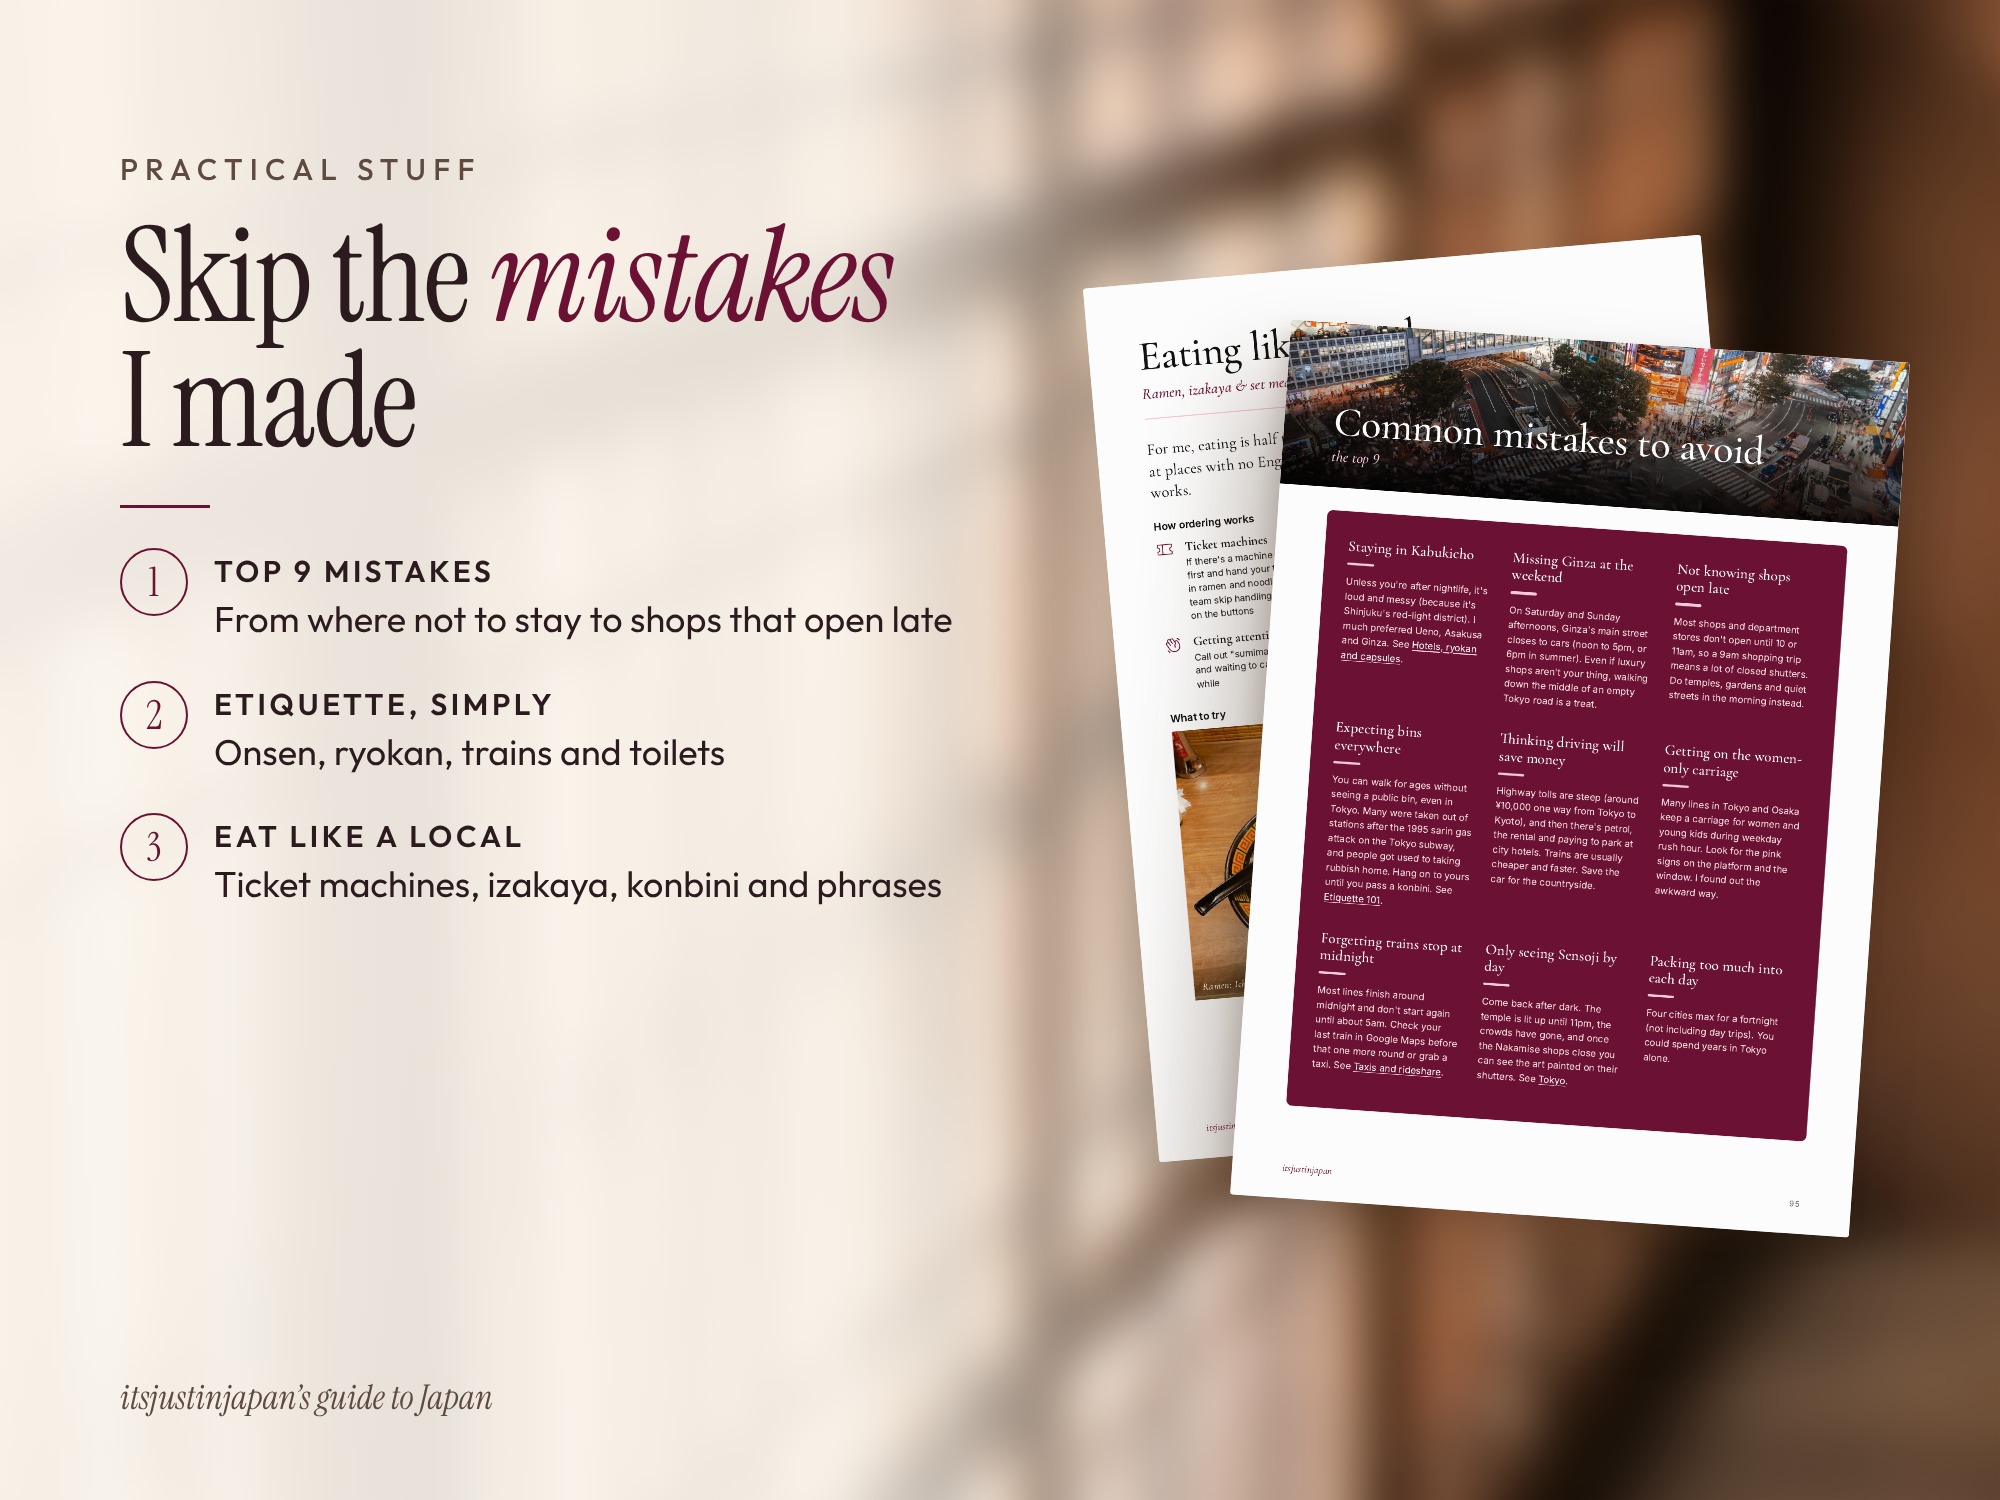 PRACTICAL STUFF
Skip the mistakes
I made
1
TOP 9 MISTAKES
From where not to stay to shops that open late
2
ETIQUETTE, SIMPLY
Onsen, ryokan, trains and toilets
3
EAT LIKE A LOCAL
Ticket machines, izakaya, konbini and phrases
itsjustinjapan's guide to Japan
Eating
Ramen, izakaya & set
For me, eating is half
at places with no
works.
How ordering works
Ticket machines
If there's a machine
first and hand your
in ramen and
team skip handling
on the buttons
Getting
Call out
and waiting to
while
What to try
Ramen:
Common mistakes to avoid
the top 9
Staying in Kabukicho
Unless you're after nightlife, it's
loud and messy (because it's
Shinjuku's red-light district). I
much preferred Ueno, Asakusa
and Ginza. See Hotels, ryokan
and capsules.
Missing Ginza at the
weekend
On Saturday and Sunday
afternoons, Ginza's main street
closes to cars (noon to 5pm, or
6pm in summer). Even if luxury
shops aren't your thing, walking
down the middle of an empty
Tokyo road is a treat.
Not knowing shops
open late
Most shops and department
stores don't open until 10 or
11am, so a 9am shopping trip
means a lot of closed shutters.
Do temples, gardens and quiet
streets in the morning instead.
Expecting bins
everywhere
You can walk for ages without
seeing a public bin, even in
Tokyo. Many were taken out of
stations after the 1995 sarin gas
attack on the Tokyo subway,
and people got used to taking
rubbish home. Hang on to yours
until you pass a konbini. See
Etiquette 101.
Thinking driving will
save money
Highway tolls are steep (around
¥10,000 one way from Tokyo to
Kyoto), and then there's petrol,
the rental and paying to park at
city hotels. Trains are usually
cheaper and faster. Save the
car for the countryside.
Getting on the women-
only carriage
Many lines in Tokyo and Osaka
keep a carriage for women and
young kids during weekday
rush hour. Look for the pink
signs on the platform and the
window. I found out the
awkward way.
Forgetting trains stop at
midnight
Most lines finish around
midnight and don't start again
until about 5am. Check your
last train in Google Maps before
that one more round or grab a
taxi. See Taxis and rideshare.
Only seeing Sensoji by
day
Come back after dark. The
temple is lit up until 11pm, the
crowds have gone, and once
the Nakamise shops close you
can see the art painted on their
shutters. See Tokyo.
Packing too much into
each day
Four cities max for a fortnight
(not including day trips). You
could spend years in Tokyo
alone.
itsjustinjapan
95